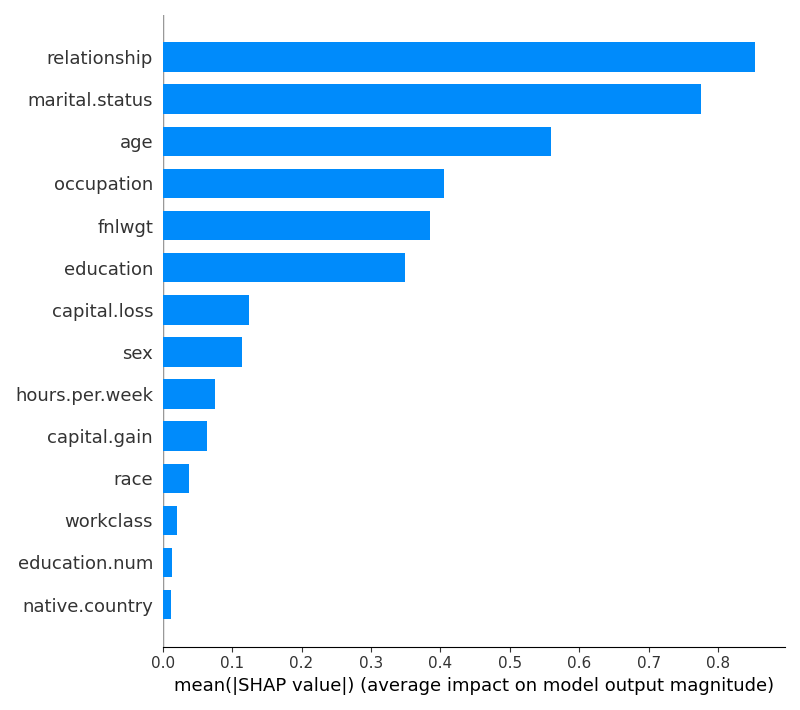 relationship
marital.status
age
occupation
fnlwgt
education
capital.loss
sex
hours.per.week
capital.gain
race
workclass
education.num
native.country
0.0 0.1 0.2 0.3 0.4 0.5 0.6 0.7 0.8
mean(|SHAP value|) (average impact on model output magnitude)